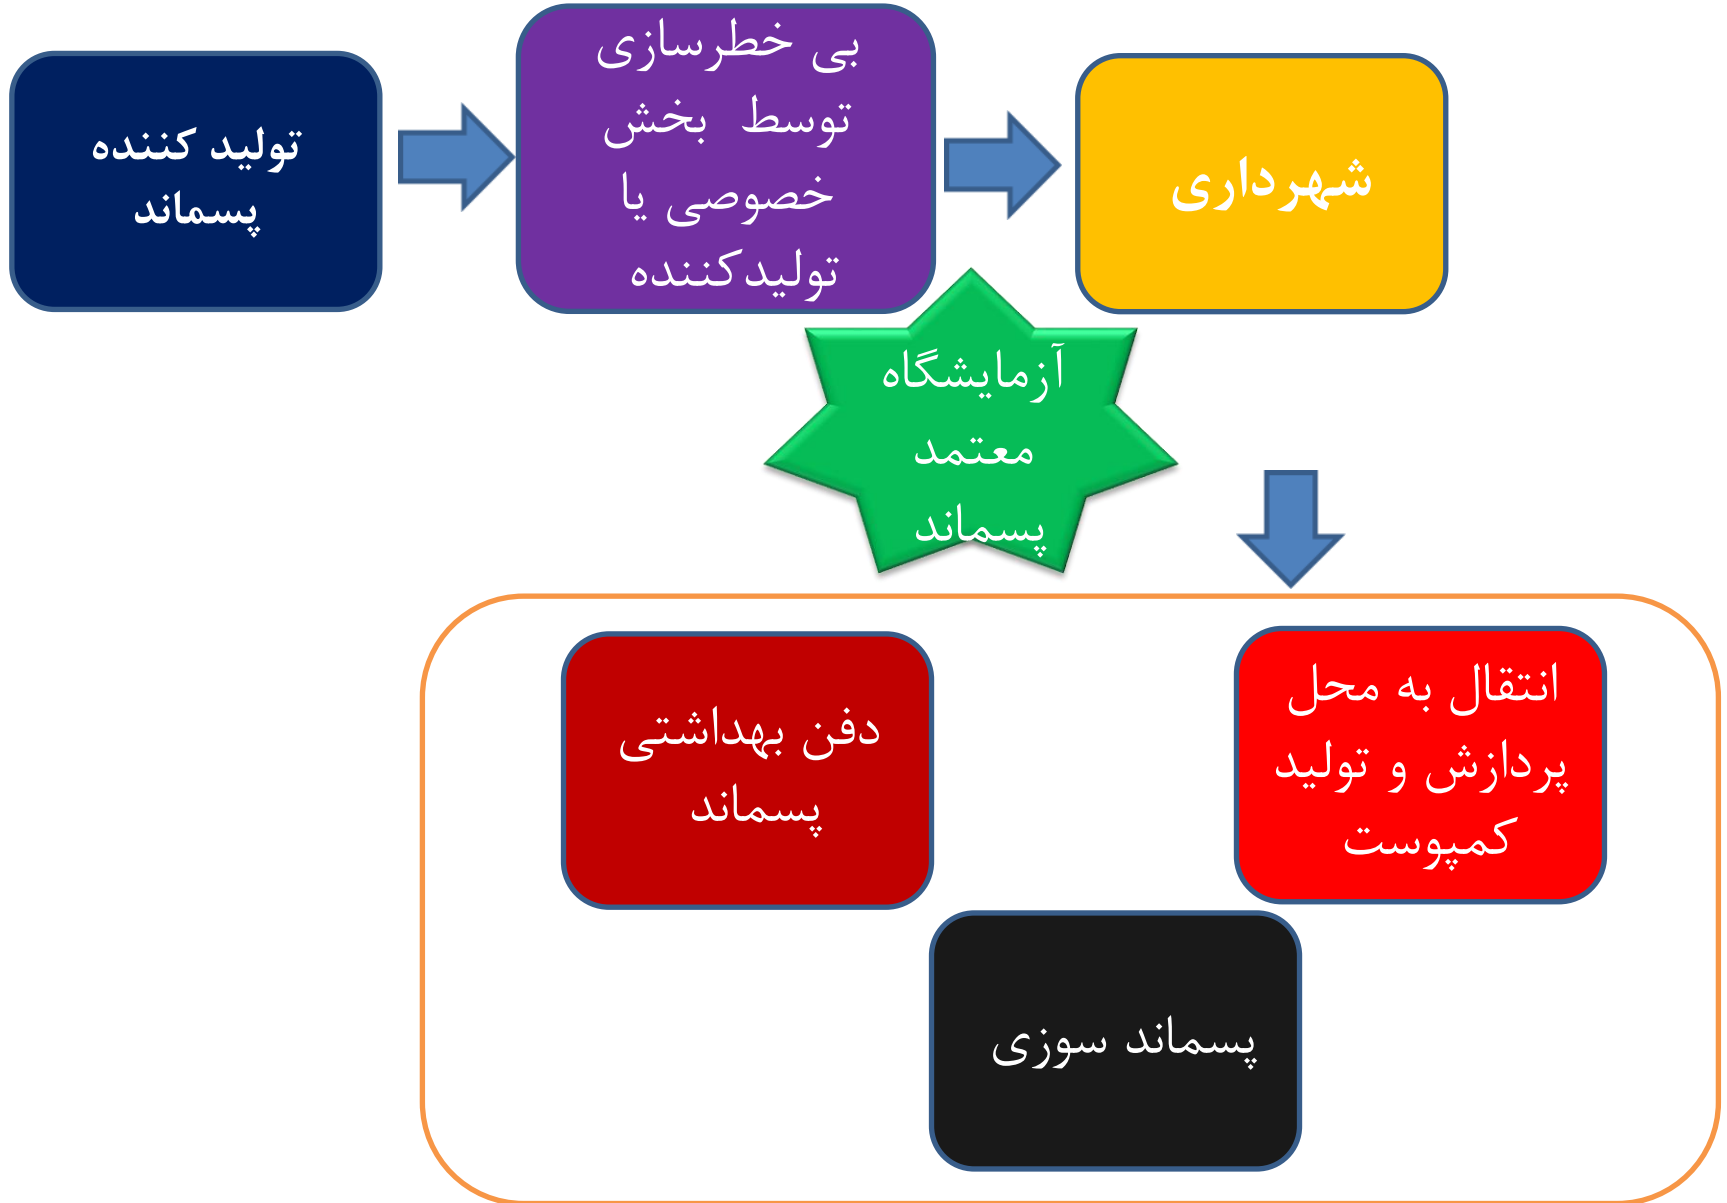 تولید کننده
پسماند
بی خطرسازی
توسط بخش
خصوصی یا
تولیدکننده
شهرداری
آزمایشگاه
معتمد
پسماند
انتقال به محل
پردازش و تولید
کمپوست
دفن بهداشتی
پسماند
پسماند سوزی